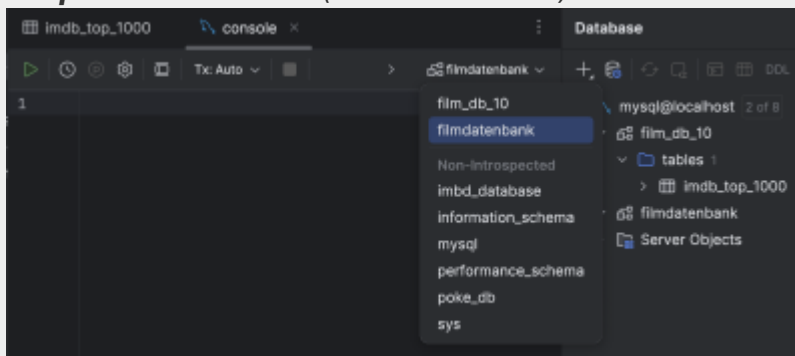 imdb_top_1000 console ×
Database
Tx: Auto filmdatenbank
DDL
1
film_db_10
filmdatenbank
Non-Introspected
imbd_database
information_schema
mysql
performance_schema
poke_db
sys
mysql@localhost 2 of 8
film_db_10
tables 1
imdb_top_1000
filmdatenbank
Server Objects